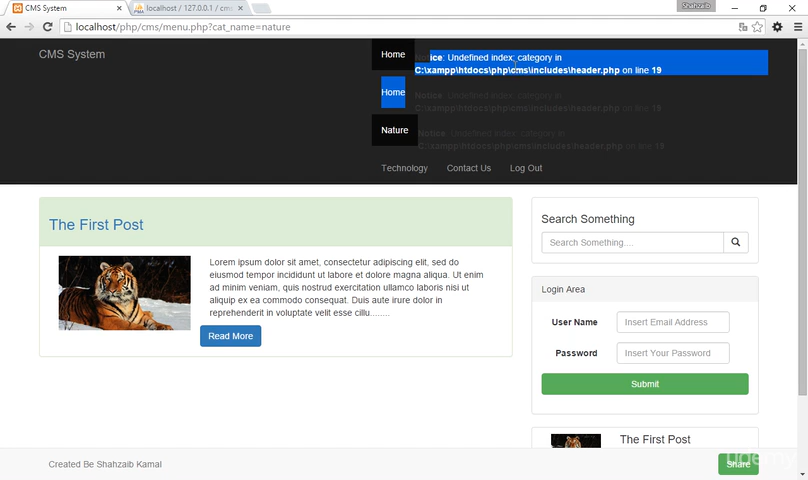 CMS System
localhost / 127.0.0.1 / cms
Shahzaib
localhost/php/cms/menu.php?cat_name=nature
CMS System
Home
Notice: Undefined index: category in
C:\xampp\htdocs\php\cms\includes\header.php on line 19
Home
Notice: Undefined index: category in
C:\xampp\htdocs\php\cms\includes\header.php on line 19
Nature
Notice: Undefined index: category in
C:\xampp\htdocs\php\cms\includes\header.php on line 19
Technology
Contact Us
Log Out
The First Post
Lorem ipsum dolor sit amet, consectetur adipiscing elit, sed do
eiusmod tempor incididunt ut labore et dolore magna aliqua. Ut enim
ad minim veniam, quis nostrud exercitation ullamco laboris nisi ut
aliquip ex ea commodo consequat. Duis aute irure dolor in
reprehenderit in voluptate velit esse cillu........
Read More
Search Something
Search Something....
Login Area
User Name
Insert Email Address
Password
Insert Your Password
Submit
The First Post
Created Be Shahzaib Kamal
Share
udemy